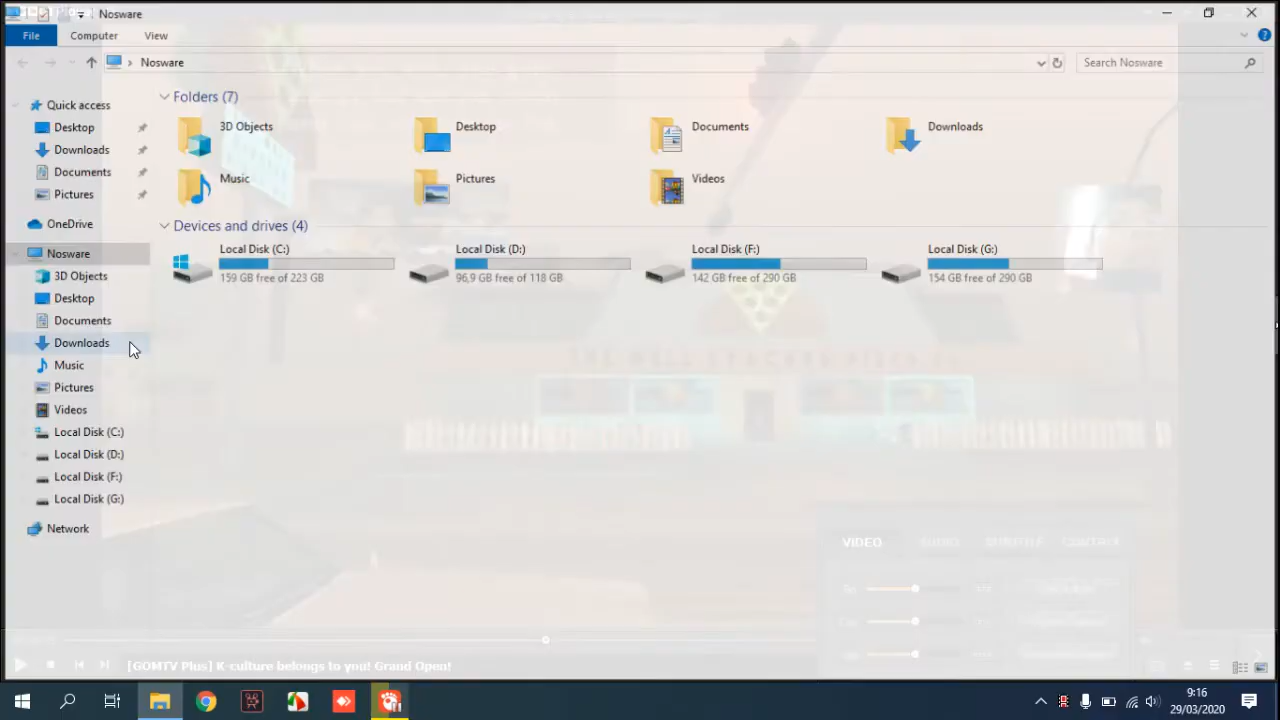 Nosware
File Computer View
Nosware Search Nosware
Quick access
Desktop
Downloads
Documents
Pictures
OneDrive
Nosware
3D Objects
Desktop
Documents
Downloads
Music
Pictures
Videos
Local Disk (C:)
Local Disk (D:)
Local Disk (F:)
Local Disk (G:)
Network
Folders (7)
3D Objects Desktop Documents Downloads
Music Pictures Videos
Devices and drives (4)
Local Disk (C:) Local Disk (D:) Local Disk (F:) Local Disk (G:)
159 GB free of 223 GB 96,9 GB free of 118 GB 142 GB free of 290 GB 154 GB free of 290 GB
VIDEO AUDIO SUBTITLE CONTROL
[GOMTV Plus] K-culture belongs to you! Grand Open!
9:16
29/03/2020